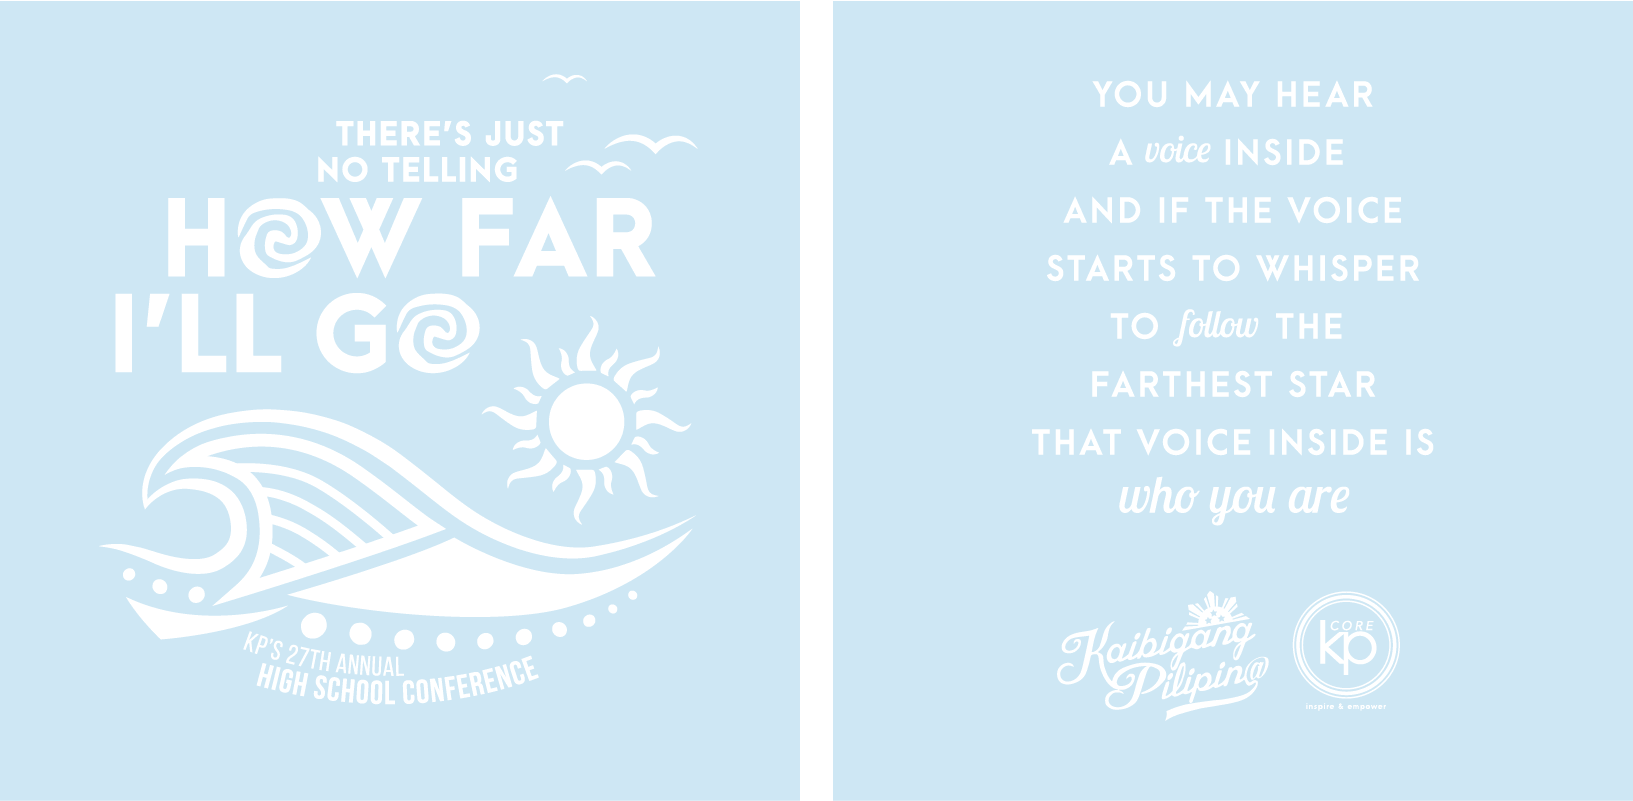 THERE'S JUST
NO TELLING
HOW FAR
I'LL GO
KP'S 27TH ANNUAL
HIGH SCHOOL CONFERENCE
YOU MAY HEAR
A voice INSIDE
AND IF THE VOICE
STARTS TO WHISPER
TO follow THE
FARTHEST STAR
THAT VOICE INSIDE IS
who you are
Kaibigang
Pilipin@
CORE
kp
inspire & empower